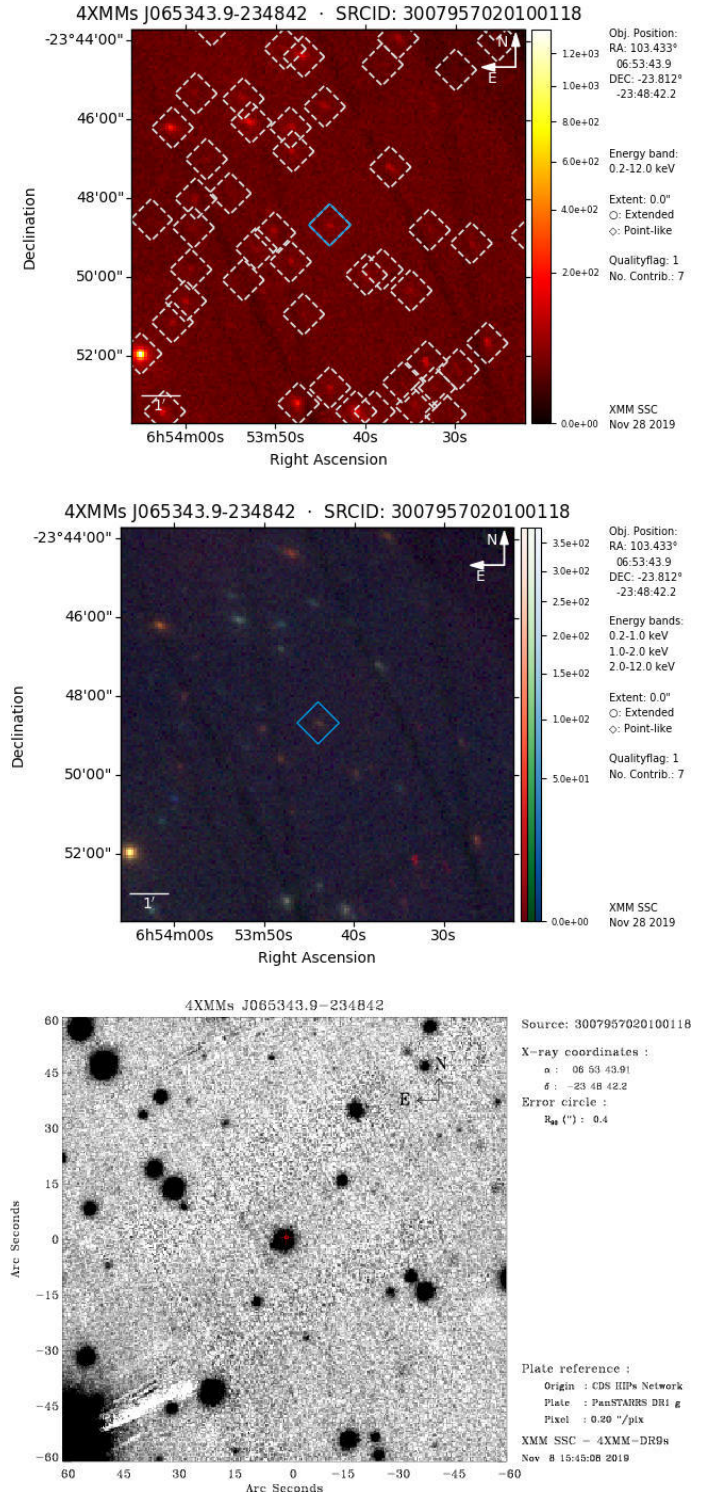 4XMMs J065343.9-234842 · SRCID: 3007957020100118
-23°44'00"
46'00"
48'00"
50'00"
52'00"
Declination
N
E
1'
6h54m00s 53m50s 40s 30s
Right Ascension
1.2e+03
1.0e+03
8.0e+02
6.0e+02
4.0e+02
2.0e+02
0.0e+00
Obj. Position:
RA: 103.433°
06:53:43.9
DEC: -23.812°
-23:48:42.2
Energy band:
0.2-12.0 keV
Extent: 0.0"
○: Extended
◇: Point-like
Qualityflag: 1
No. Contrib.: 7
XMM SSC
Nov 28 2019
4XMMs J065343.9-234842 · SRCID: 3007957020100118
-23°44'00"
46'00"
48'00"
50'00"
52'00"
Declination
N
E
1'
6h54m00s 53m50s 40s 30s
Right Ascension
3.5e+02
3.0e+02
2.0e+02
1.5e+02
1.0e+02
5.0e+01
0.0e+00
Obj. Position:
RA: 103.433°
06:53:43.9
DEC: -23.812°
-23:48:42.2
Energy bands:
0.2-1.0 keV
1.0-2.0 keV
2.0-12.0 keV
Extent: 0.0"
○: Extended
◇: Point-like
Qualityflag: 1
No. Contrib.: 7
XMM SSC
Nov 28 2019
4XMMs J065343.9-234842
60
45
30
15
0
-15
-30
-45
-60
Arc Seconds
N
E
60 45 30 15 0 -15 -30 -45 -60
Arc Seconds
Source: 3007957020100118
X-ray coordinates :
α : 06 53 43.91
δ : -23 48 42.2
Error circle :
R90 (") : 0.4
Plate reference :
Origin : CDS HIPs Network
Plate : PanSTARRS DR1 g
Pixel : 0.20 "/pix
XMM SSC - 4XMM-DR9s
Nov 8 15:45:08 2019